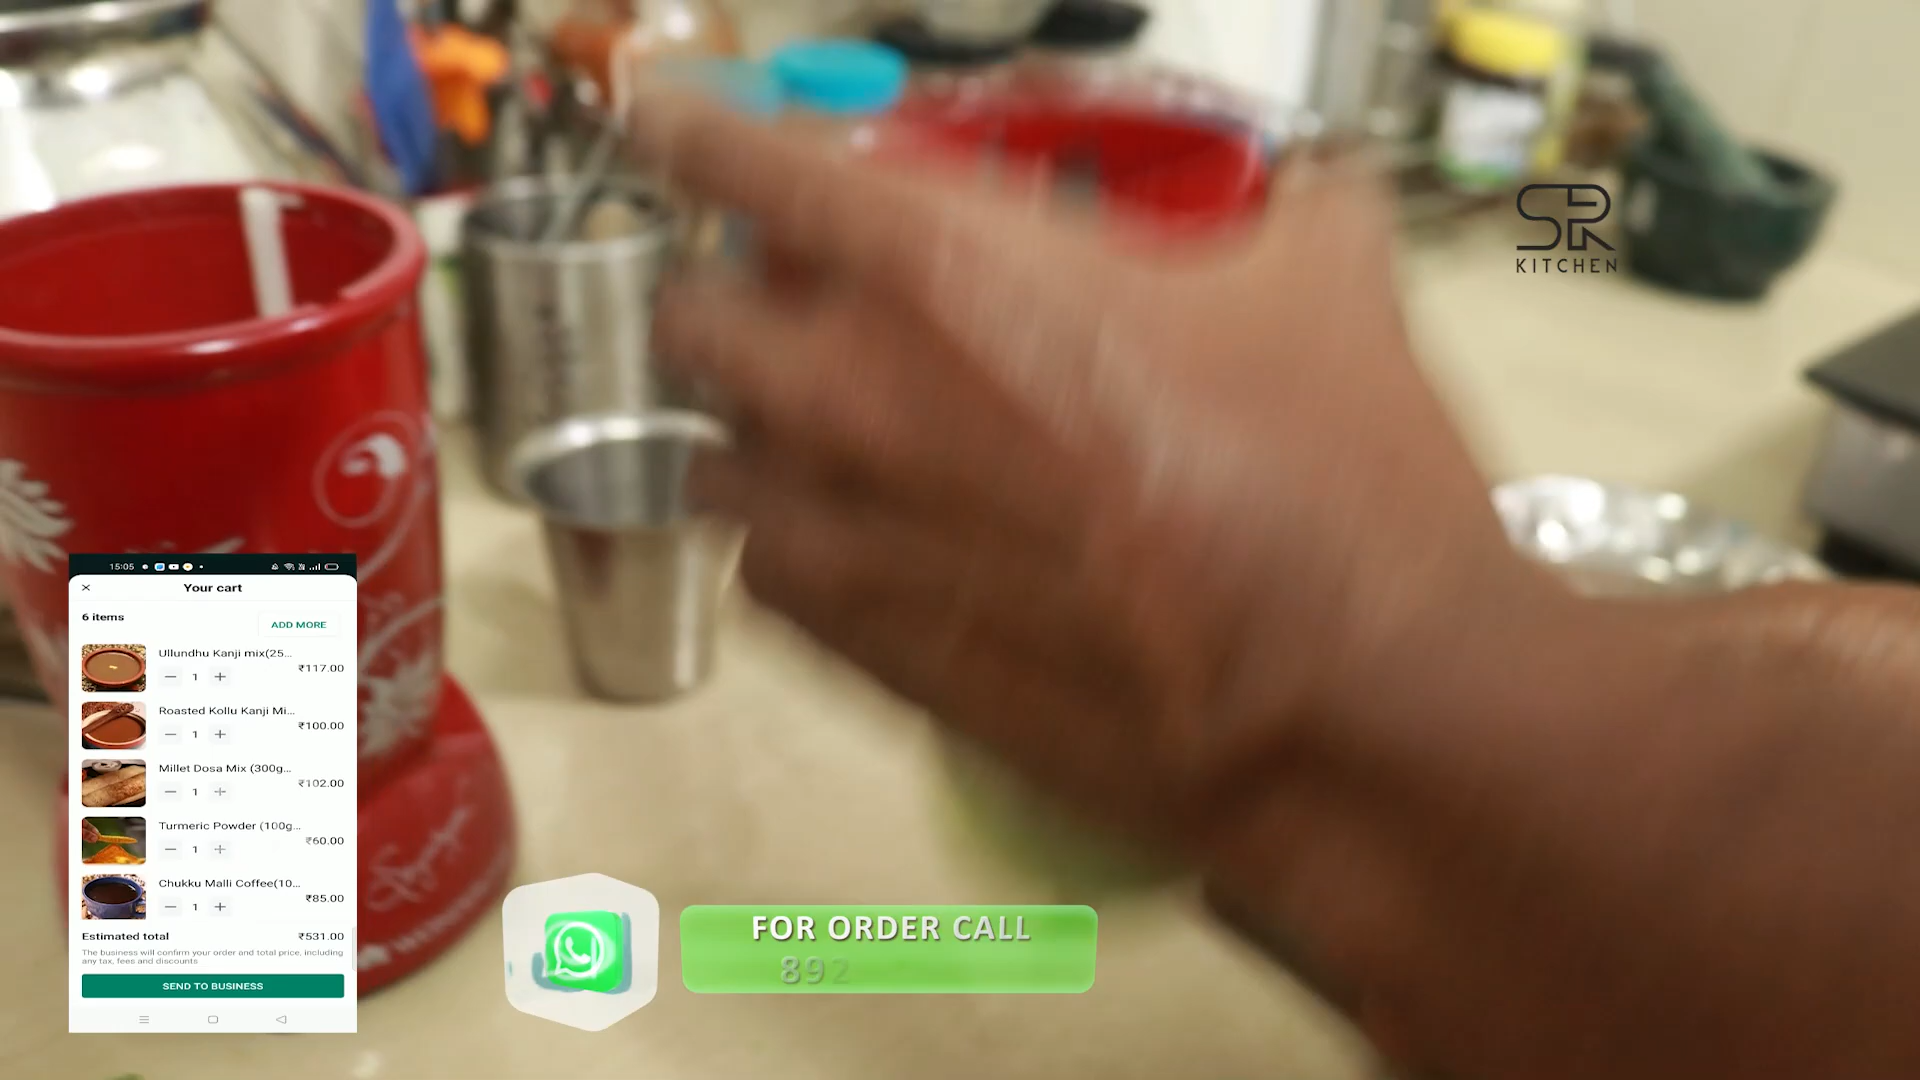 SR
KITCHEN
15:05
Your cart
6 items
ADD MORE
Ullundhu Kanji mix(25...
₹117.00
1
Roasted Kollu Kanji Mi...
₹100.00
1
Millet Dosa Mix (300g...
₹102.00
1
Turmeric Powder (100g...
₹60.00
1
Chukku Malli Coffee(10...
₹85.00
1
Estimated total
₹531.00
The business will confirm your order and total price, including
any tax, fees and discounts
SEND TO BUSINESS
FOR ORDER CALL
892